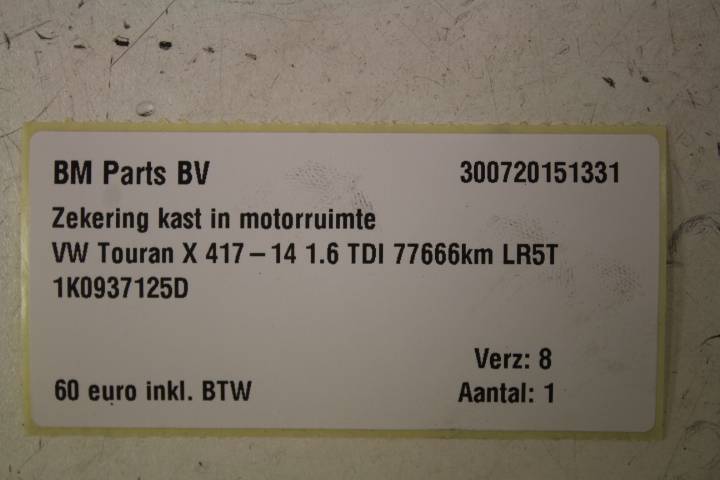 BM Parts BV 300720151331
Zekering kast in motorruimte
VW Touran X 417 – 14 1.6 TDI 77666km LR5T
1K0937125D
Verz: 8
60 euro inkl. BTW Aantal: 1